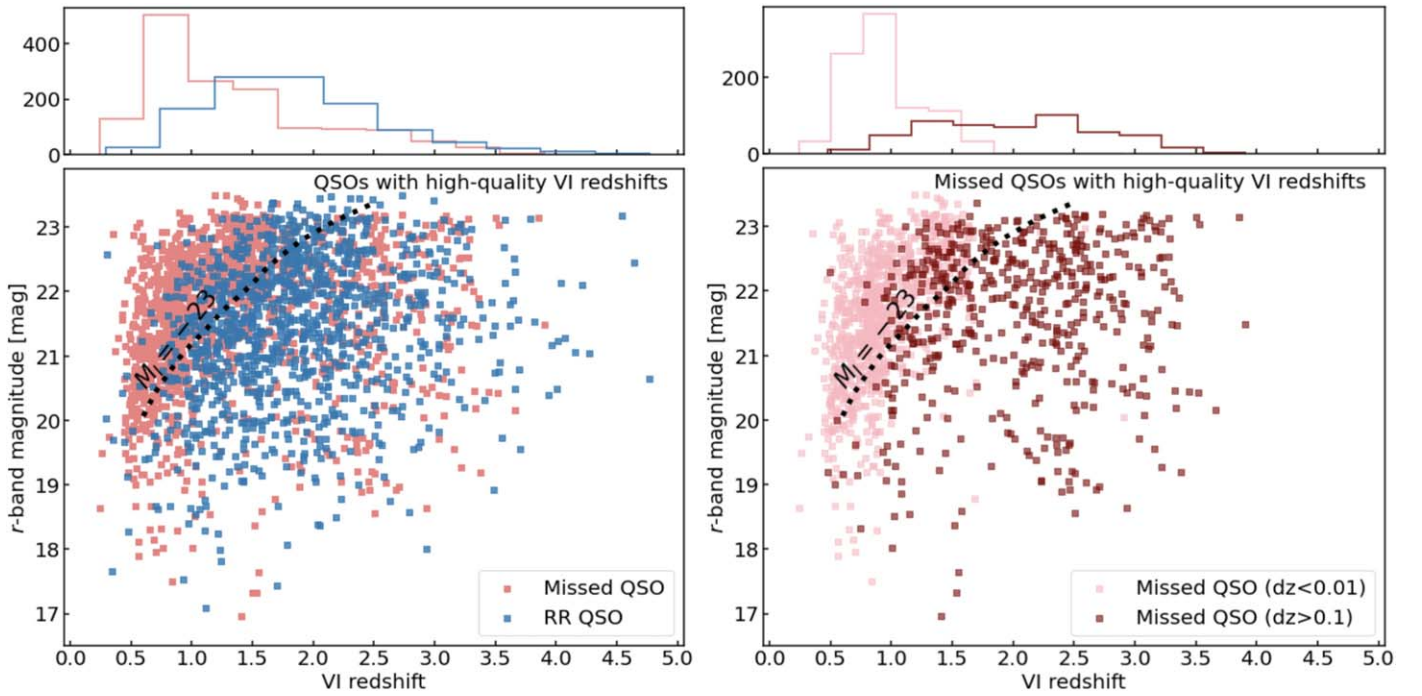 400
200
0
200
0
QSOs with high-quality VI redshifts
Missed QSOs with high-quality VI redshifts
r-band magnitude [mag]
23
22
21
20
19
18
17
M_I = −23
Missed QSO
RR QSO
0.0 0.5 1.0 1.5 2.0 2.5 3.0 3.5 4.0 4.5 5.0
VI redshift
r-band magnitude [mag]
23
22
21
20
19
18
17
M_I = −23
Missed QSO (dz<0.01)
Missed QSO (dz>0.1)
0.0 0.5 1.0 1.5 2.0 2.5 3.0 3.5 4.0 4.5 5.0
VI redshift